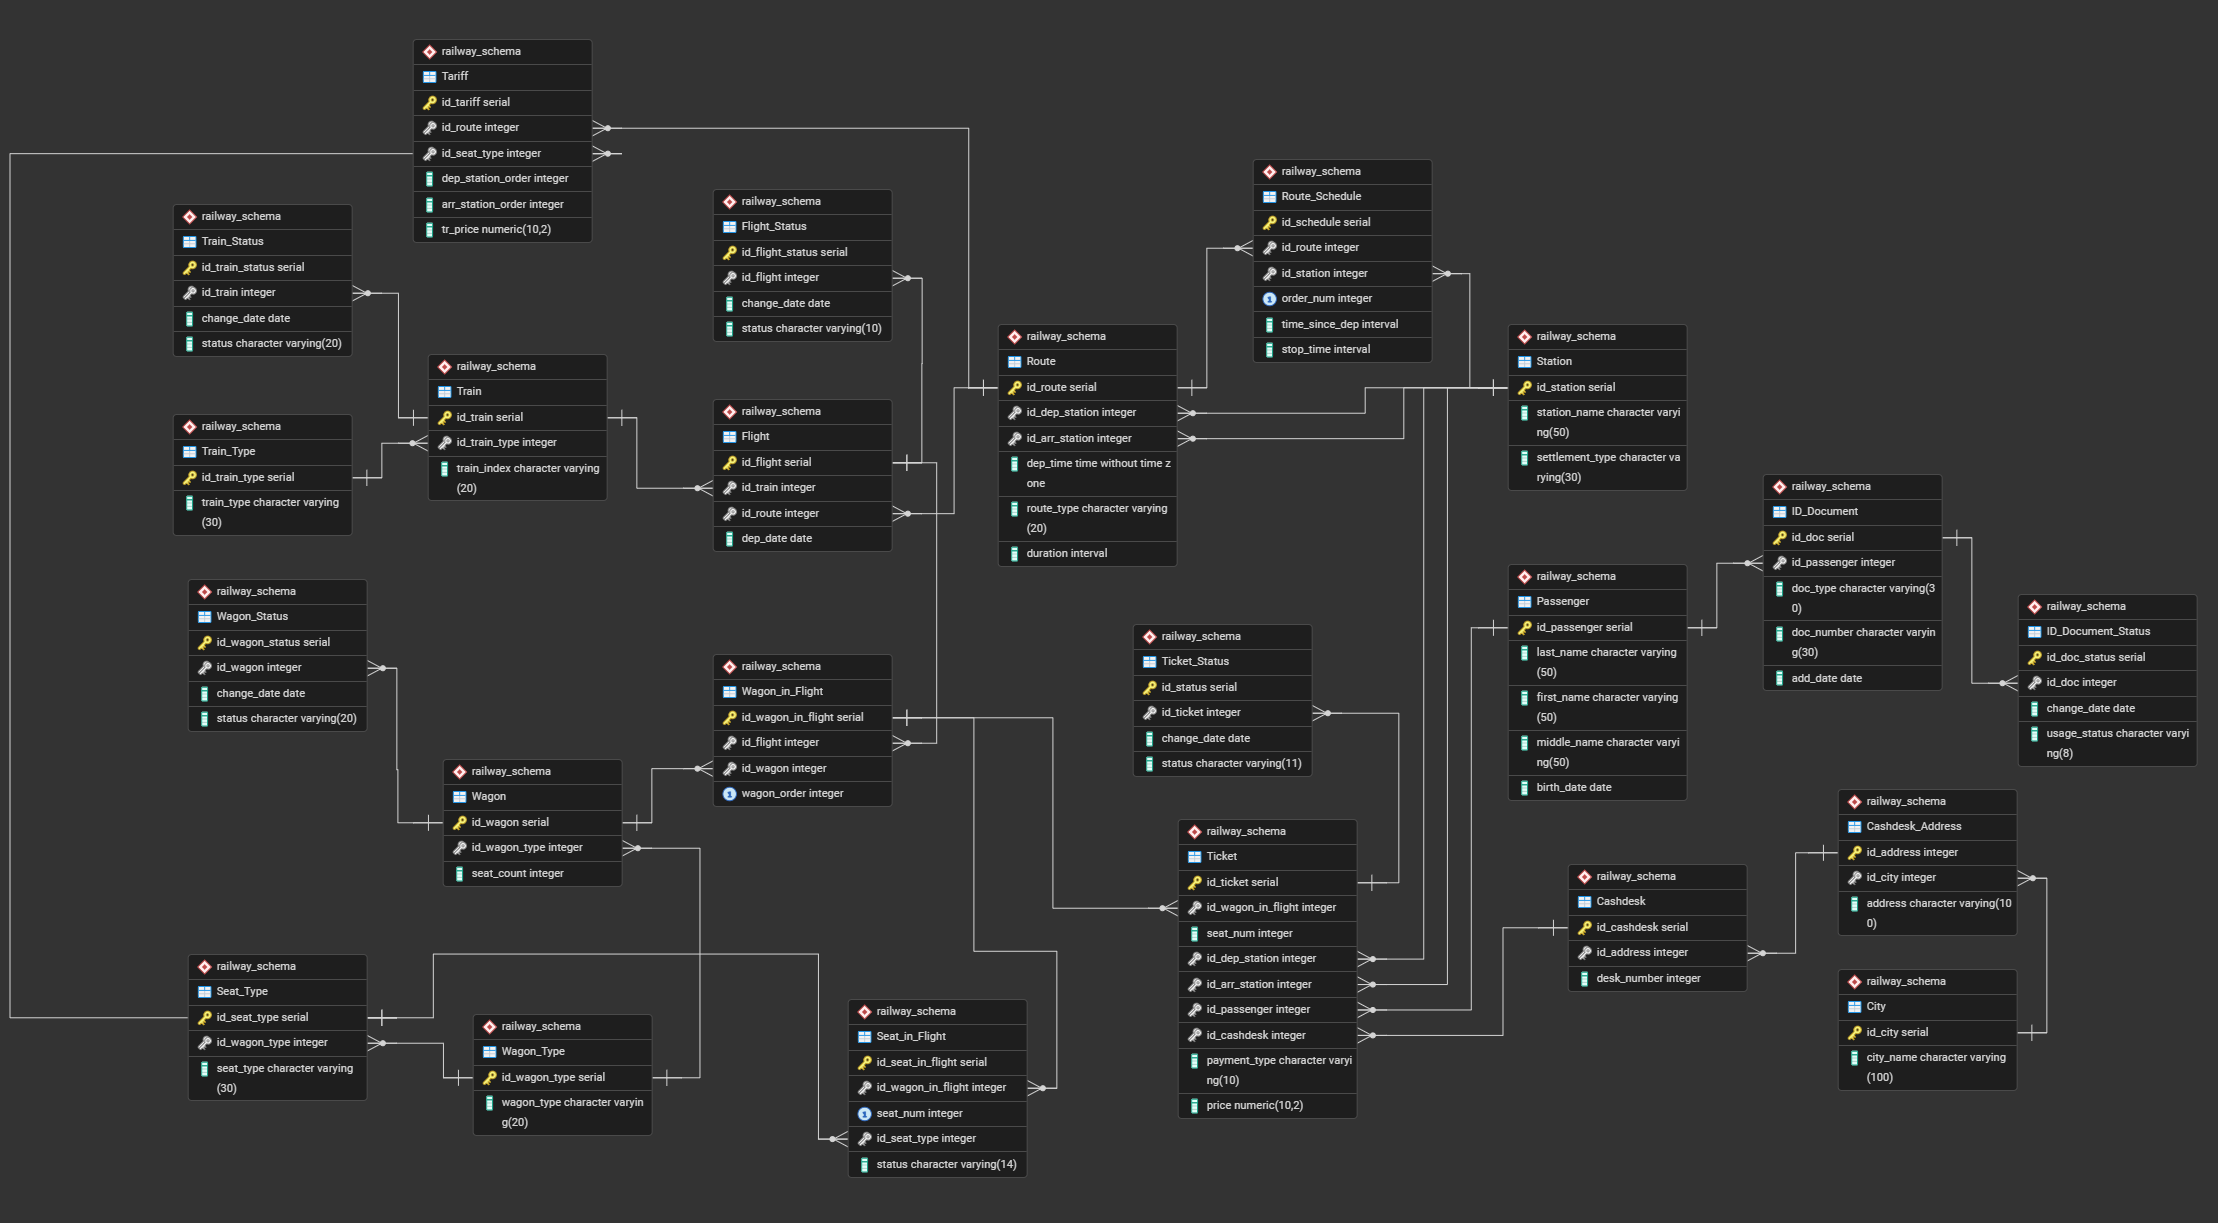 railway_schema
Tariff
id_tariff serial
id_route integer
id_seat_type integer
dep_station_order integer
arr_station_order integer
tr_price numeric(10,2)
railway_schema
Train_Status
id_train_status serial
id_train integer
change_date date
status character varying(20)
railway_schema
Flight_Status
id_flight_status serial
id_flight integer
change_date date
status character varying(10)
railway_schema
Route_Schedule
id_schedule serial
id_route integer
id_station integer
order_num integer
time_since_dep interval
stop_time interval
railway_schema
Train
id_train serial
id_train_type integer
train_index character varying
(20)
railway_schema
Train_Type
id_train_type serial
train_type character varying
(30)
railway_schema
Flight
id_flight serial
id_train integer
id_route integer
dep_date date
railway_schema
Route
id_route serial
id_dep_station integer
id_arr_station integer
dep_time time without time z
one
route_type character varying
(20)
duration interval
railway_schema
Station
id_station serial
station_name character varyi
ng(50)
settlement_type character va
rying(30)
railway_schema
ID_Document
id_doc serial
id_passenger integer
doc_type character varying(3
0)
doc_number character varyin
g(30)
add_date date
railway_schema
Passenger
id_passenger serial
last_name character varying
(50)
first_name character varying
(50)
middle_name character varyi
ng(50)
birth_date date
railway_schema
ID_Document_Status
id_doc_status serial
id_doc integer
change_date date
usage_status character varyi
ng(8)
railway_schema
Wagon_Status
id_wagon_status serial
id_wagon integer
change_date date
status character varying(20)
railway_schema
Wagon_in_Flight
id_wagon_in_flight serial
id_flight integer
id_wagon integer
1 wagon_order integer
railway_schema
Ticket_Status
id_status serial
id_ticket integer
change_date date
status character varying(11)
railway_schema
Wagon
id_wagon serial
id_wagon_type integer
seat_count integer
railway_schema
Ticket
id_ticket serial
id_wagon_in_flight integer
seat_num integer
id_dep_station integer
id_arr_station integer
id_passenger integer
id_cashdesk integer
payment_type character varyi
ng(10)
price numeric(10,2)
railway_schema
Cashdesk
id_cashdesk serial
id_address integer
desk_number integer
railway_schema
Cashdesk_Address
id_address integer
id_city integer
address character varying(10
0)
railway_schema
City
id_city serial
city_name character varying
(100)
railway_schema
Seat_Type
id_seat_type serial
id_wagon_type integer
seat_type character varying
(30)
railway_schema
Wagon_Type
id_wagon_type serial
wagon_type character varyin
g(20)
railway_schema
Seat_in_Flight
id_seat_in_flight serial
id_wagon_in_flight integer
1 seat_num integer
id_seat_type integer
status character varying(14)